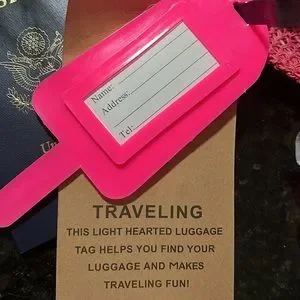 Name:
Address:
Tel:
TRAVELING
THIS LIGHT HEARTED LUGGAGE
TAG HELPS YOU FIND YOUR
LUGGAGE AND MAKES
TRAVELING FUN!